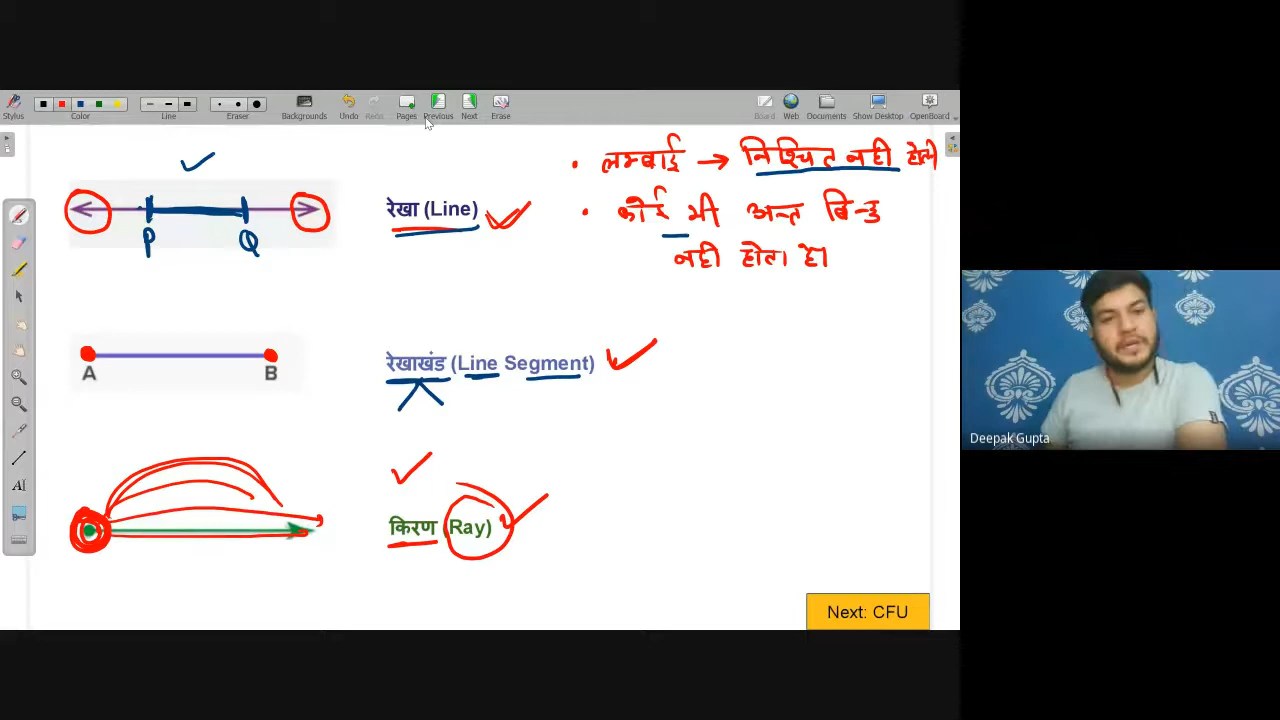 Stylus
Color
Line
Eraser
Backgrounds
Undo
Redo
Pages
Previous
Next
Erase
Board
Web
Documents
Show Desktop
OpenBoard
• लम्बाई → निश्चित नही होती
रेखा (Line)
• कोई भी अन्त बिन्दु
नही होता है।
P Q
रेखाखंड (Line Segment)
A B
किरण (Ray)
Deepak Gupta
Next: CFU